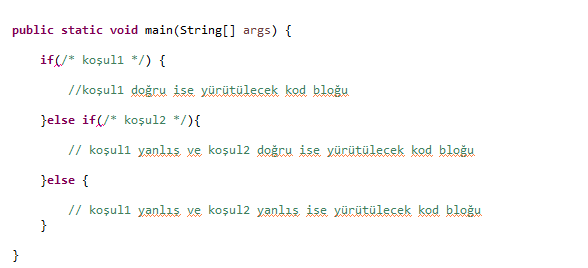 public static void main(String[] args) {
if(/* koşul1 */) {
//koşul1 doğru ise yürütülecek kod bloğu
}else if(/* koşul2 */){
// koşul1 yanlış ve koşul2 doğru ise yürütülecek kod bloğu
}else {
// koşul1 yanlış ve koşul2 yanlış ise yürütülecek kod bloğu
}
}